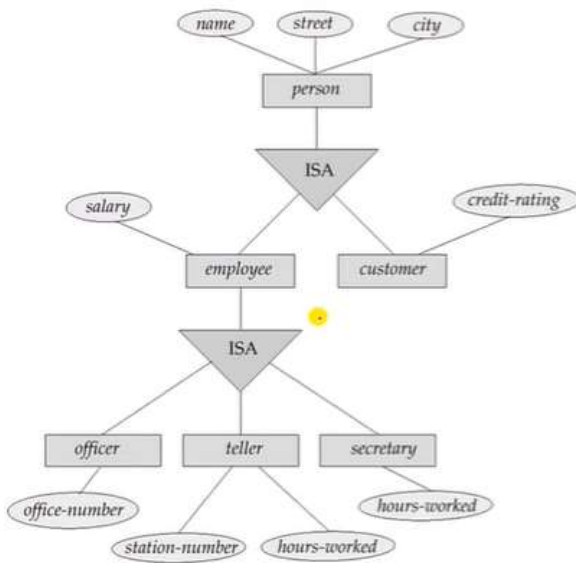 name
street
city
person
ISA
salary
credit-rating
employee
customer
ISA
officer
teller
secretary
office-number
hours-worked
station-number
hours-worked